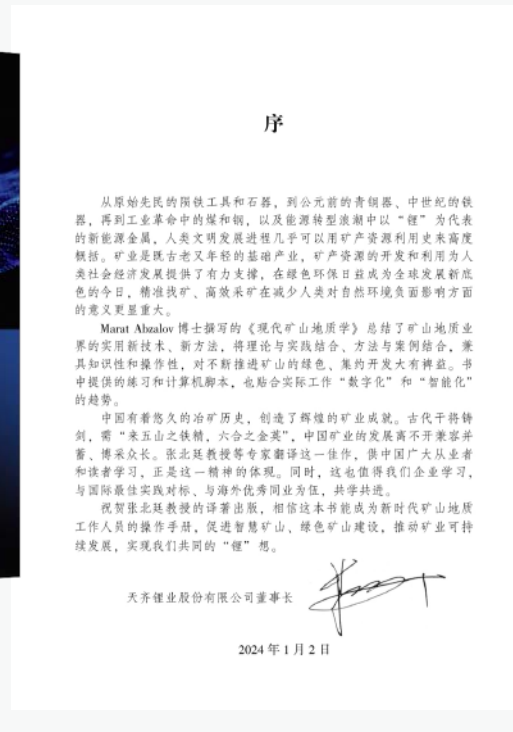 序
从原始先民的陨铁工具和石器，到公元前的青铜器、中世纪的铁
器，再到工业革命中的煤和钢，以及能源转型浪潮中以“锂”为代表
的新能源金属，人类文明发展进程几乎可以用矿产资源利用史来高度
概括。矿业是既古老又年轻的基础产业，矿产资源的开发和利用为人
类社会经济发展提供了有力支撑，在绿色环保日益成为全球发展新底
色的今日，精准找矿、高效采矿在减少人类对自然环境负面影响方面
的意义更显重大。
Marat Abzalov 博士撰写的《现代矿山地质学》总结了矿山地质业
界的实用新技术、新方法，将理论与实践结合、方法与案例结合，兼
具知识性和操作性，对不断推进矿山的绿色、集约开发大有裨益。书
中提供的练习和计算机脚本，也贴合实际工作“数字化”和“智能化”
的趋势。
中国有着悠久的冶矿历史，创造了辉煌的矿业成就。古代干将铸
剑，需“采五山之铁精，六合之金英”，中国矿业的发展离不开兼容并
蓄、博采众长。张北廷教授等专家翻译这一佳作，供中国广大从业者
和读者学习，正是这一精神的体现。同时，这也值得我们企业学习，
与国际最佳实践对标、与海外优秀同业为伍，共学共进。
祝贺张北廷教授的译著出版，相信这本书能成为新时代矿山地质
工作人员的操作手册，促进智慧矿山、绿色矿山建设，推动矿业可持
续发展，实现我们共同的“锂”想。
天齐锂业股份有限公司董事长
2024 年 1 月 2 日